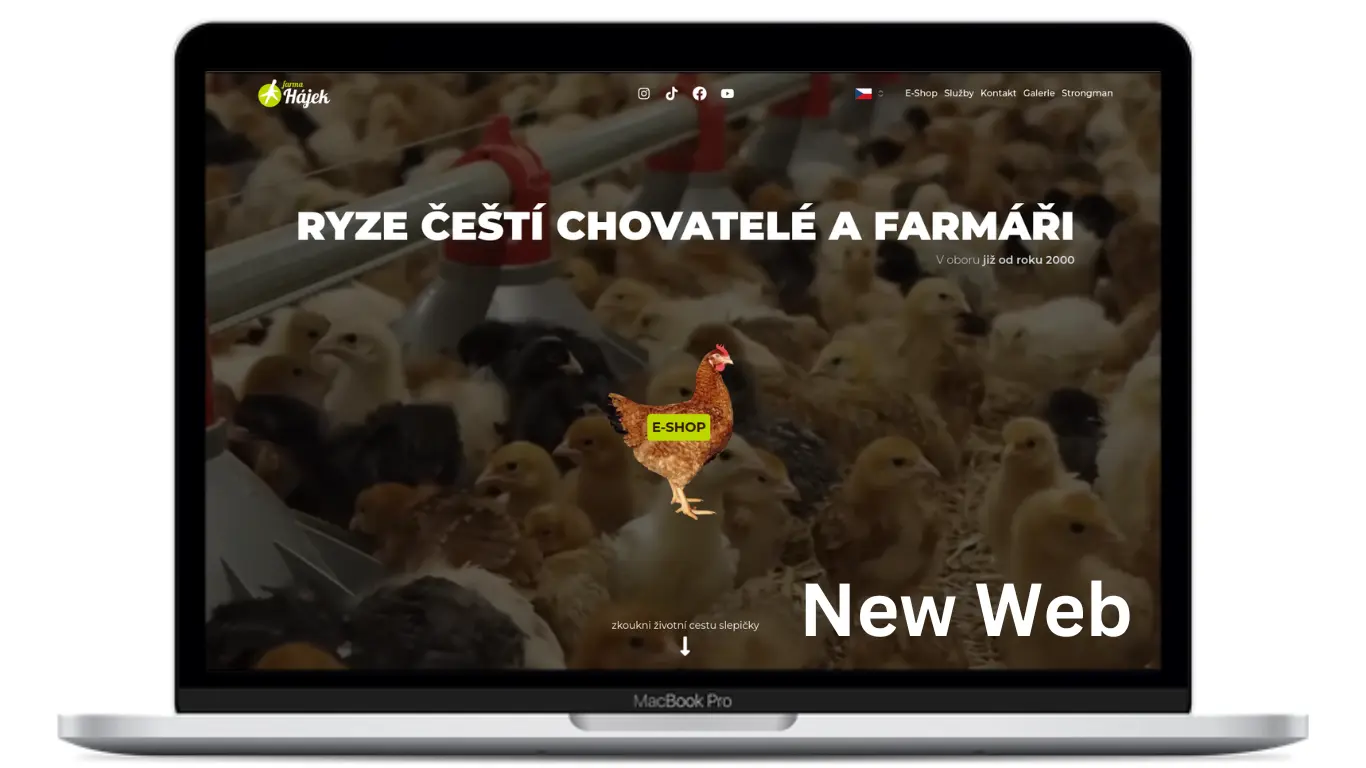 farma
Hájek
E-Shop Služby Kontakt Galerie Strongman
RYZE ČEŠTÍ CHOVATELÉ A FARMÁŘI
V oboru již od roku 2000
E-SHOP
zkoukni životní cestu slepičky
New Web
MacBook Pro